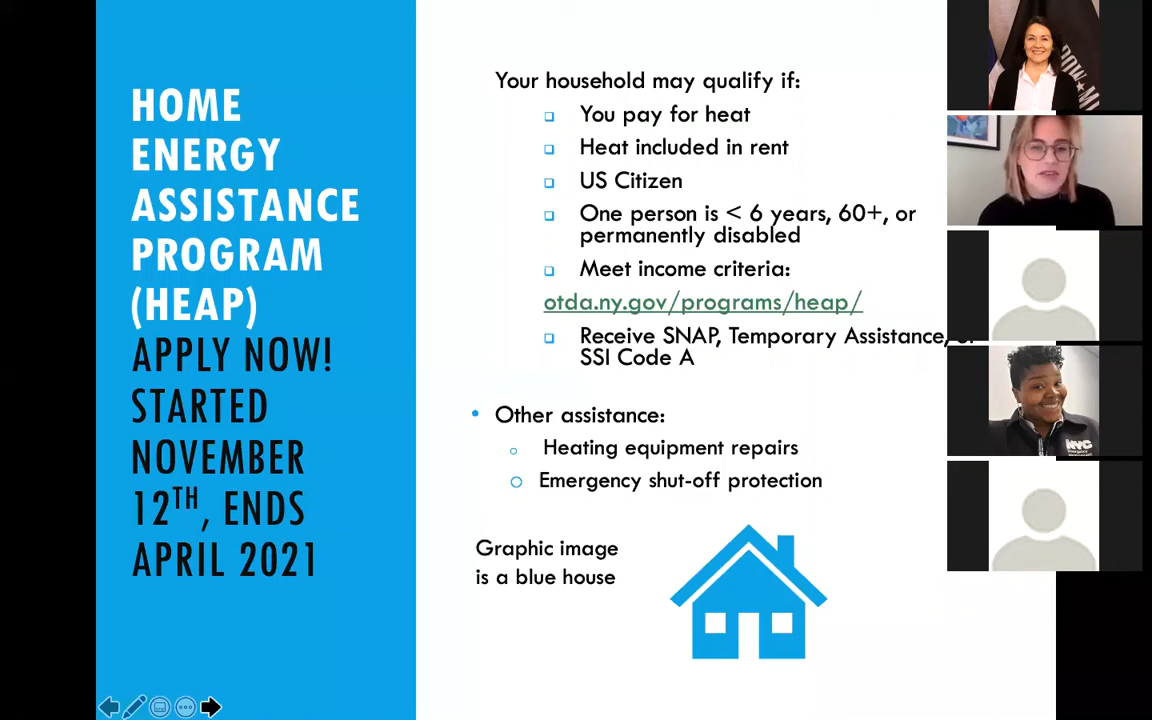 HOME
ENERGY
ASSISTANCE
PROGRAM
(HEAP)
APPLY NOW!
STARTED
NOVEMBER
12TH, ENDS
APRIL 2021
Your household may qualify if:
You pay for heat
Heat included in rent
US Citizen
One person is < 6 years, 60+, or
permanently disabled
Meet income criteria:
otda.ny.gov/programs/heap/
Receive SNAP, Temporary Assistance, or
SSI Code A
Other assistance:
Heating equipment repairs
Emergency shut-off protection
Graphic image
is a blue house
NYC